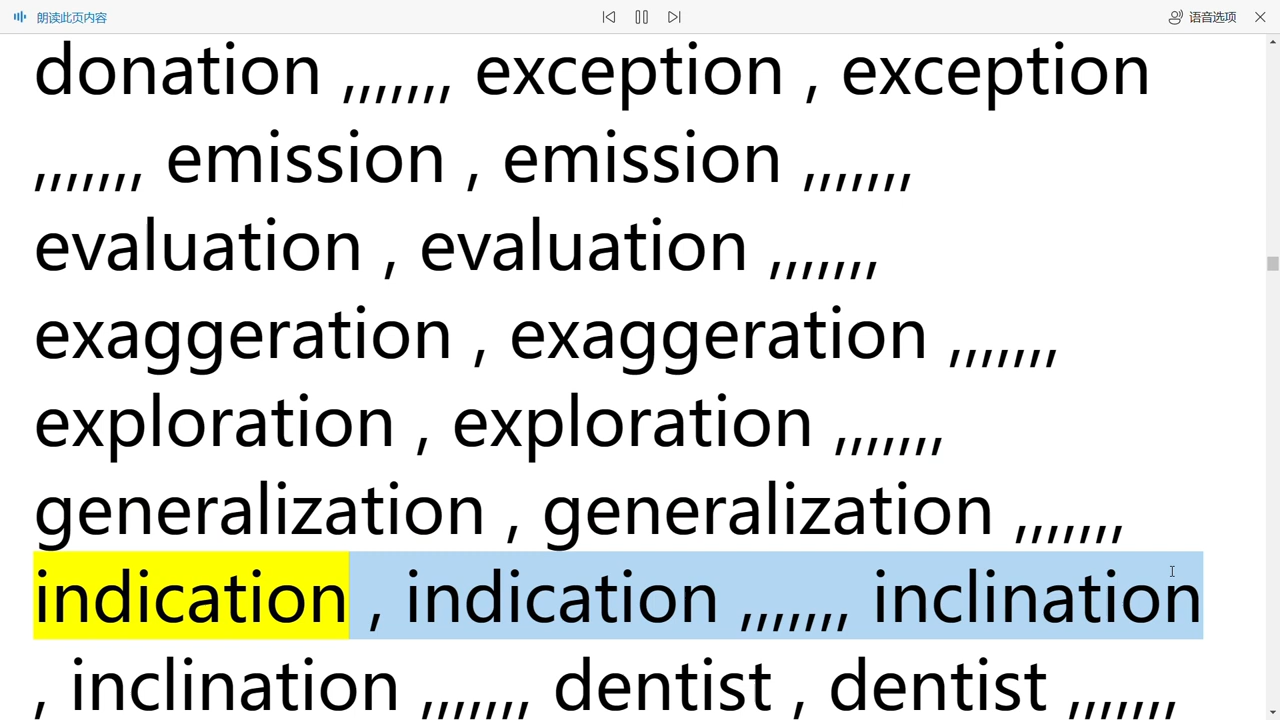 朗读此页内容 语音选项
donation ,,,,,,, exception , exception
,,,,,,, emission , emission ,,,,,,,
evaluation , evaluation ,,,,,,,
exaggeration , exaggeration ,,,,,,,
exploration , exploration ,,,,,,,
generalization , generalization ,,,,,,,
indication , indication ,,,,,,, inclination
, inclination ,,,,,,, dentist , dentist ,,,,,,,